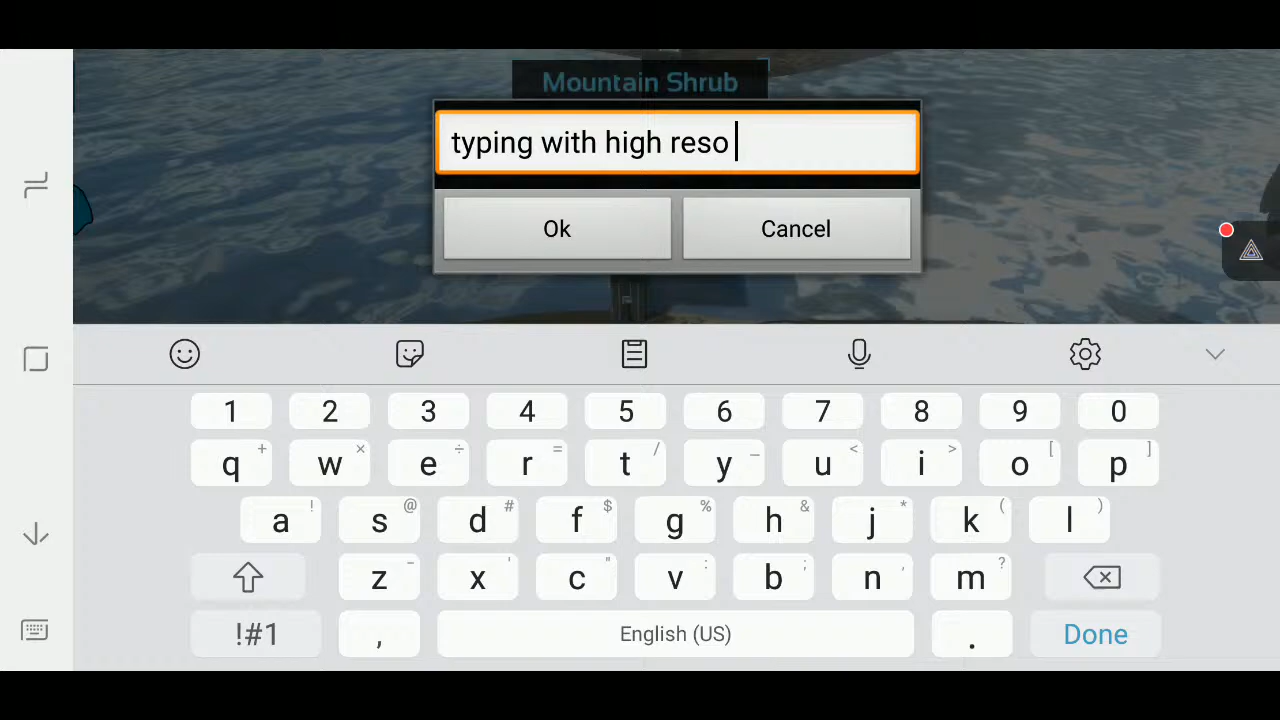 Mountain Shrub
typing with high reso
Ok Cancel
1 2 3 4 5 6 7 8 9 0
+ × ÷ = / _ < > [ ]
q w e r t y u i o p
! @ # $ % & * ( )
a s d f g h j k l
- ' " : ; , ?
z x c v b n m
!#1 , English (US) . Done